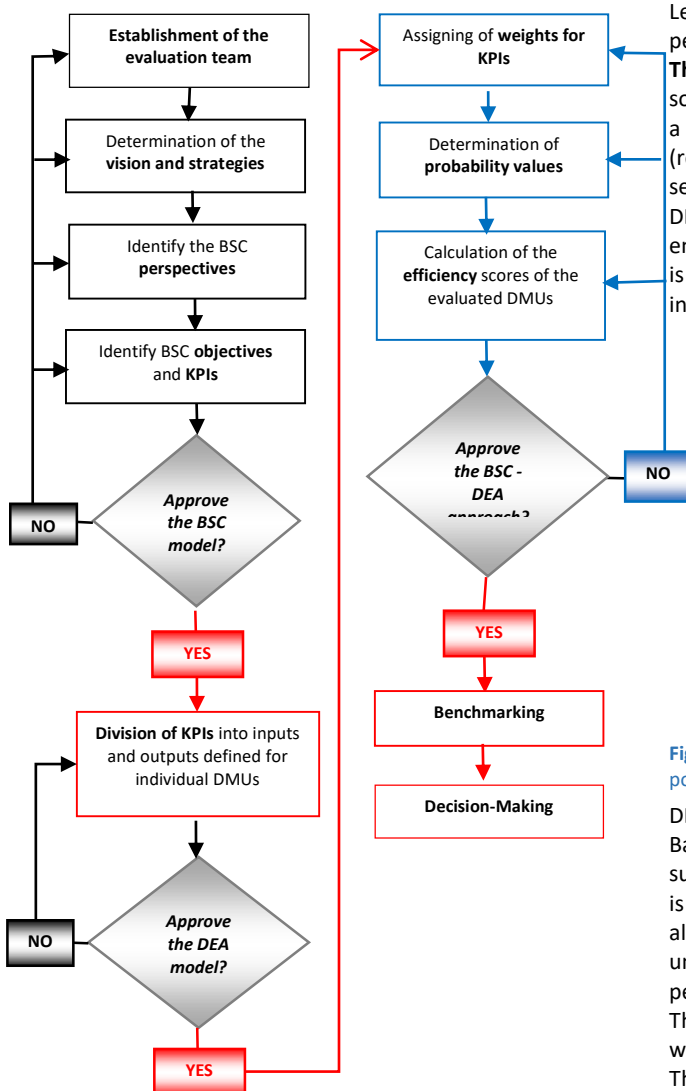 Establishment of the
evaluation team
Determination of the
vision and strategies
Identify the BSC
perspectives
Identify BSC objectives
and KPIs
Approve
the BSC
model?
NO
YES
Division of KPIs into inputs
and outputs defined for
individual DMUs
Approve
the DEA
model?
NO
YES
Assigning of weights for
KPIs
Determination of
probability values
Calculation of the
efficiency scores of the
evaluated DMUs
Approve
the BSC -
DEA
approach?
NO
YES
Benchmarking
Decision-Making
Le
pe
Th
sc
a
(re
se
DI
er
is
in
Fig
po
Ba
su
is
al
un
pe
Th
w
Th